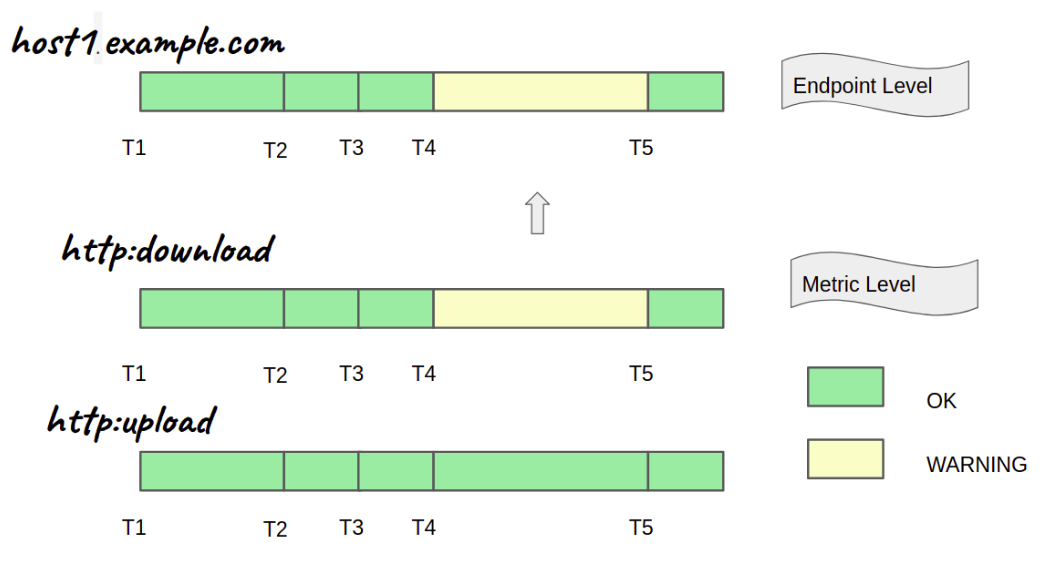 host1.example.com
Endpoint Level
T1 T2 T3 T4 T5
http:download
Metric Level
T1 T2 T3 T4 T5
http:upload
OK
WARNING
T1 T2 T3 T4 T5